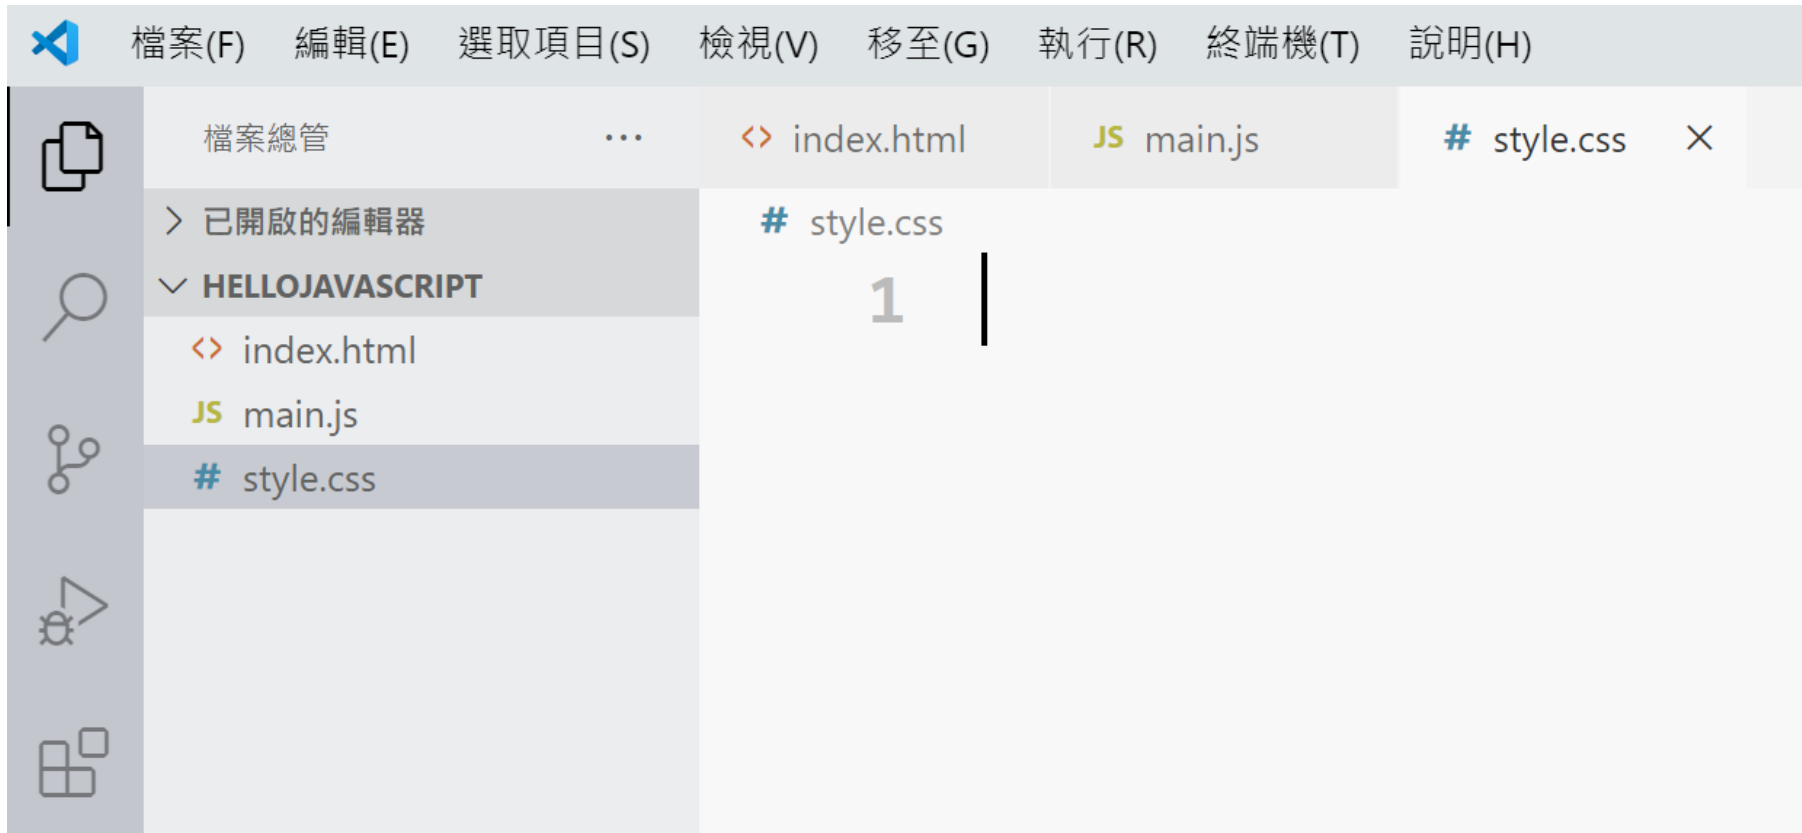 檔案(F) 編輯(E) 選取項目(S) 檢視(V) 移至(G) 執行(R) 終端機(T) 說明(H)
檔案總管 ...
已開啟的編輯器
HELLOJAVASCRIPT
<> index.html
JS main.js
# style.css
<> index.html JS main.js # style.css
# style.css
1